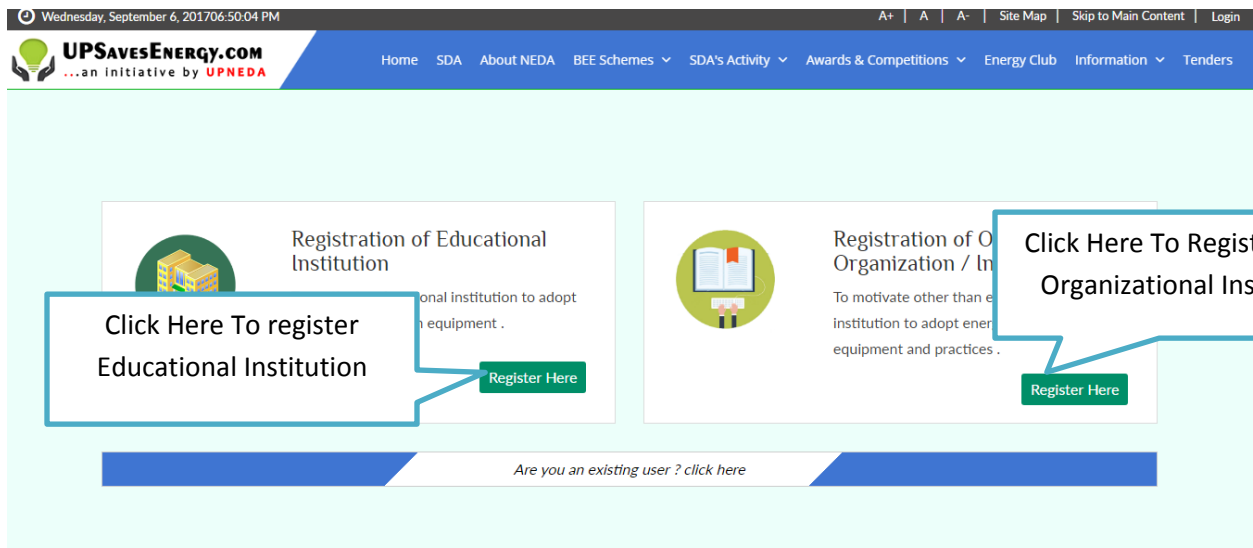 Wednesday, September 6, 201706:50:04 PM
A+ | A | A- | Site Map | Skip to Main Content | Login
UPSavesEnergy.com
...an initiative by UPNEDA
Home SDA About NEDA BEE Schemes SDA's Activity Awards & Competitions Energy Club Information Tenders
Registration of Educational
Institution
onal institution to adopt
equipment .
Click Here To register
Educational Institution
Register Here
Registration of O
Organization / In
To motivate other than e
institution to adopt ener
equipment and practices .
Click Here To Regist
Organizational Ins
Register Here
Are you an existing user ? click here